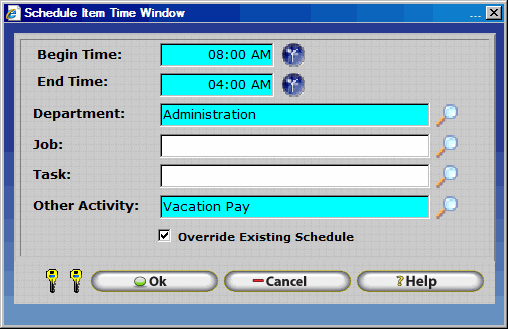 Schedule Item Time Window
Begin Time: 08:00 AM
End Time: 04:00 AM
Department: Administration
Job:
Task:
Other Activity: Vacation Pay
Override Existing Schedule
Ok Cancel ?Help